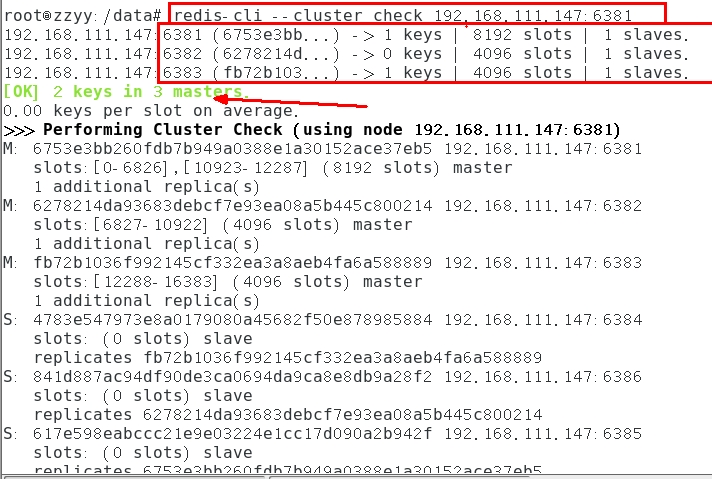 root@zzyy:/data# redis-cli --cluster check 192.168.111.147:6381
192.168.111.147:6381 (6753e3bb...) -> 1 keys | 8192 slots | 1 slaves.
192.168.111.147:6382 (6278214d...) -> 0 keys | 4096 slots | 1 slaves.
192.168.111.147:6383 (fb72b103...) -> 1 keys | 4096 slots | 1 slaves.
[OK] 2 keys in 3 masters.
0.00 keys per slot on average.
>>> Performing Cluster Check (using node 192.168.111.147:6381)
M: 6753e3bb260fdb7b949a0388e1a30152ace37eb5 192.168.111.147:6381
slots:[0-6826],[10923-12287] (8192 slots) master
1 additional replica(s)
M: 6278214da93683debcf7e93ea08a5b445c800214 192.168.111.147:6382
slots:[6827-10922] (4096 slots) master
1 additional replica(s)
M: fb72b1036f992145cf332ea3a8aeb4fa6a588889 192.168.111.147:6383
slots:[12288-16383] (4096 slots) master
1 additional replica(s)
S: 4783e547973e8a0179080a45682f50e878985884 192.168.111.147:6384
slots: (0 slots) slave
replicates fb72b1036f992145cf332ea3a8aeb4fa6a588889
S: 841d887ac94df90de3ca0694da9ca8e8db9a28f2 192.168.111.147:6386
slots: (0 slots) slave
replicates 6278214da93683debcf7e93ea08a5b445c800214
S: 617e598eabccc21e9e03224e1cc17d090a2b942f 192.168.111.147:6385
slots: (0 slots) slave
replicates 6753e3bb260fdb7b949a0388e1a30152ace37eb5